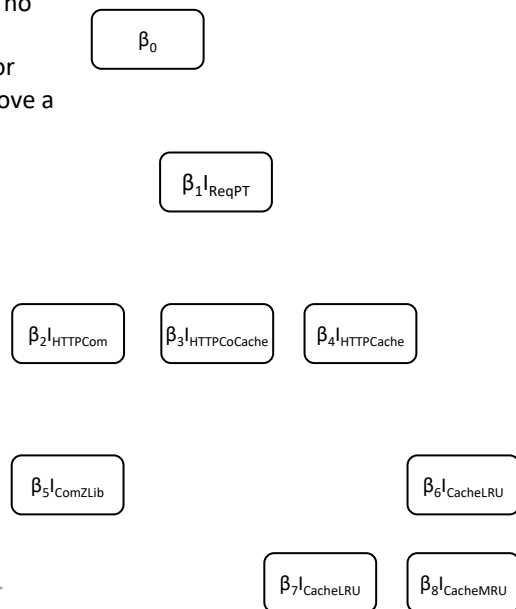 no
β₀
or
ove a
β₁I_ReqPT
β₂I_HTTPCom β₃I_HTTPCoCache β₄I_HTTPCache
β₅I_ComZLib β₆I_CacheLRU
β₇I_CacheLRU β₈I_CacheMRU